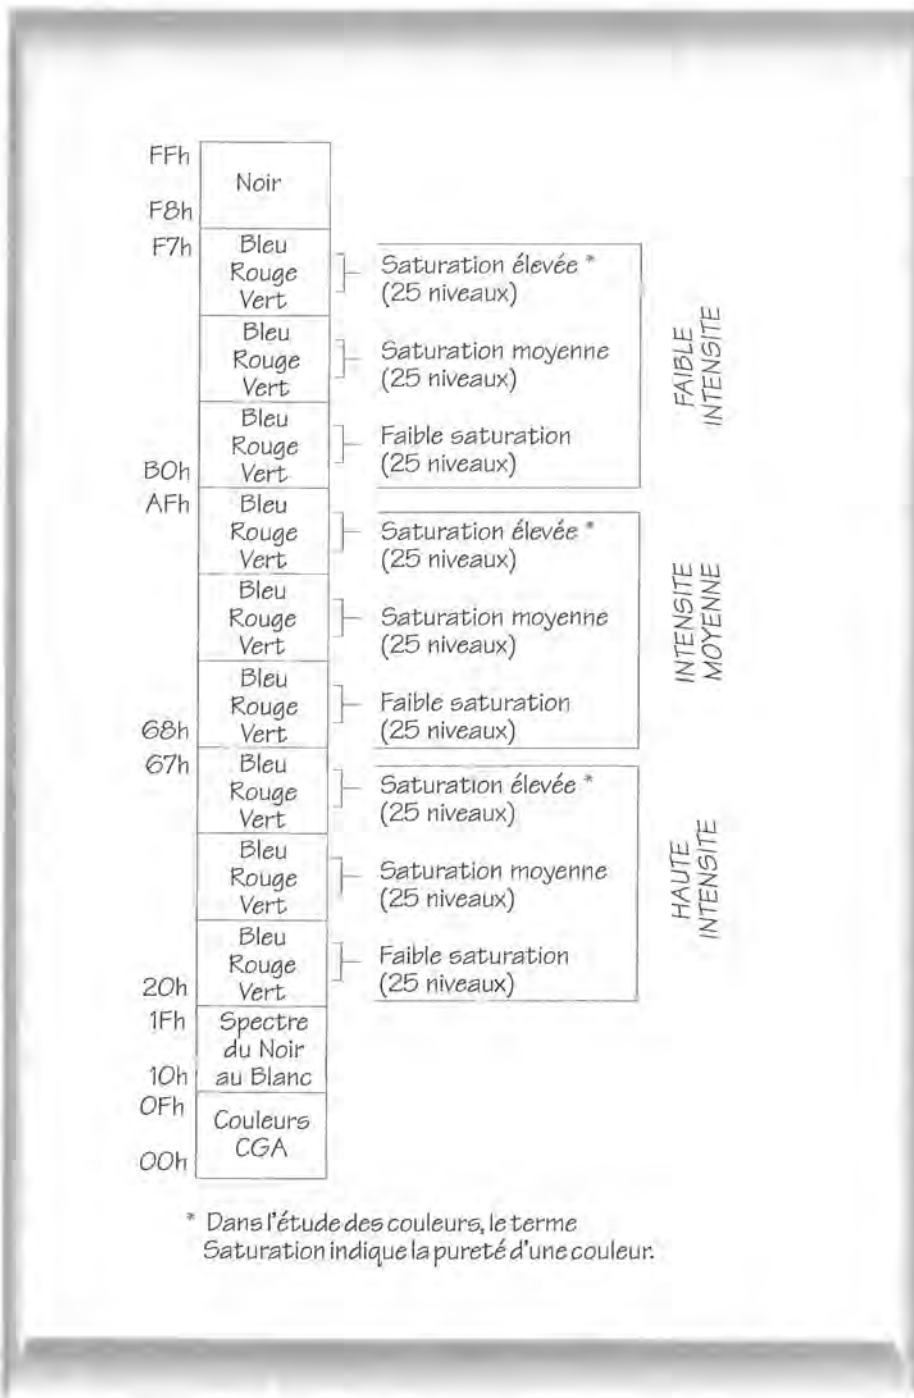 FFh
Noir
F8h
F7h
Bleu
Rouge
Vert
Saturation élevée *
(25 niveaux)
Bleu
Rouge
Vert
Saturation moyenne
(25 niveaux)
Bleu
Rouge
Vert
Faible saturation
(25 niveaux)
B0h
FAIBLE
INTENSITE
AFh
Bleu
Rouge
Vert
Saturation élevée *
(25 niveaux)
Bleu
Rouge
Vert
Saturation moyenne
(25 niveaux)
Bleu
Rouge
Vert
Faible saturation
(25 niveaux)
68h
INTENSITE
MOYENNE
67h
Bleu
Rouge
Vert
Saturation élevée *
(25 niveaux)
Bleu
Rouge
Vert
Saturation moyenne
(25 niveaux)
Bleu
Rouge
Vert
Faible saturation
(25 niveaux)
20h
HAUTE
INTENSITE
1Fh
Spectre
du Noir
au Blanc
10h
0Fh
Couleurs
CGA
00h
* Dans l'étude des couleurs, le terme
Saturation indique la pureté d'une couleur.